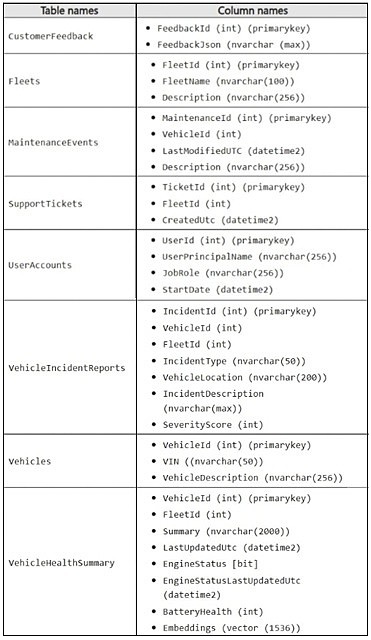 Table names
Column names
CustomerFeedback
• FeedbackId (int) (primarykey)
• FeedbackJson (nvarchar (max))
Fleets
• FleetId (int) (primarykey)
• FleetName (nvarchar(100))
• Description (nvarchar(256))
MaintenanceEvents
• MaintenanceId (int) (primarykey)
• VehicleId (int)
• LastModifiedUTC (datetime2)
• Description (nvarchar(256))
SupportTickets
• TicketId (int) (primarykey)
• FleetId (int)
• CreatedUtc (datetime2)
UserAccounts
• UserId (int) (primarykey)
• UserPrincipalName (nvarchar(256))
• JobRole (nvarchar(256))
• StartDate (datetime2)
VehicleIncidentReports
• IncidentId (int) (primarykey)
• VehicleId (int)
• FleetId (int)
• IncidentType (nvarchar(50))
• VehicleLocation (nvarchar(200))
• IncidentDescription
(nvarchar(max))
• SeverityScore (int)
Vehicles
• VehicleId (int) (primarykey)
• VIN ((nvarchar(50))
• VehicleDescription (nvarchar(256))
VehicleHealthSummary
• VehicleId (int) (primarykey)
• FleetId (int)
• Summary (nvarchar(2000))
• LastUpdatedUtc (datetime2)
• EngineStatus [bit]
• EngineStatusLastUpdatedUtc
(datetime2)
• BatteryHealth (int)
• Embeddings (vector (1536))